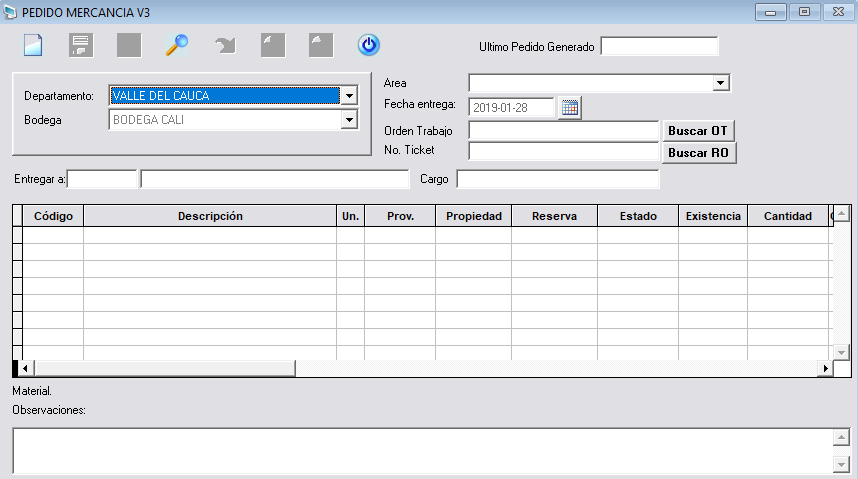 PEDIDO MERCANCIA V3
Ultimo Pedido Generado
Departamento: VALLE DEL CAUCA
Bodega BODEGA CALI
Area
Fecha entrega: 2019-01-28
Orden Trabajo Buscar OT
No. Ticket Buscar RO
Entregar a: Cargo
Código Descripción Un. Prov. Propiedad Reserva Estado Existencia Cantidad
Material.
Observaciones: